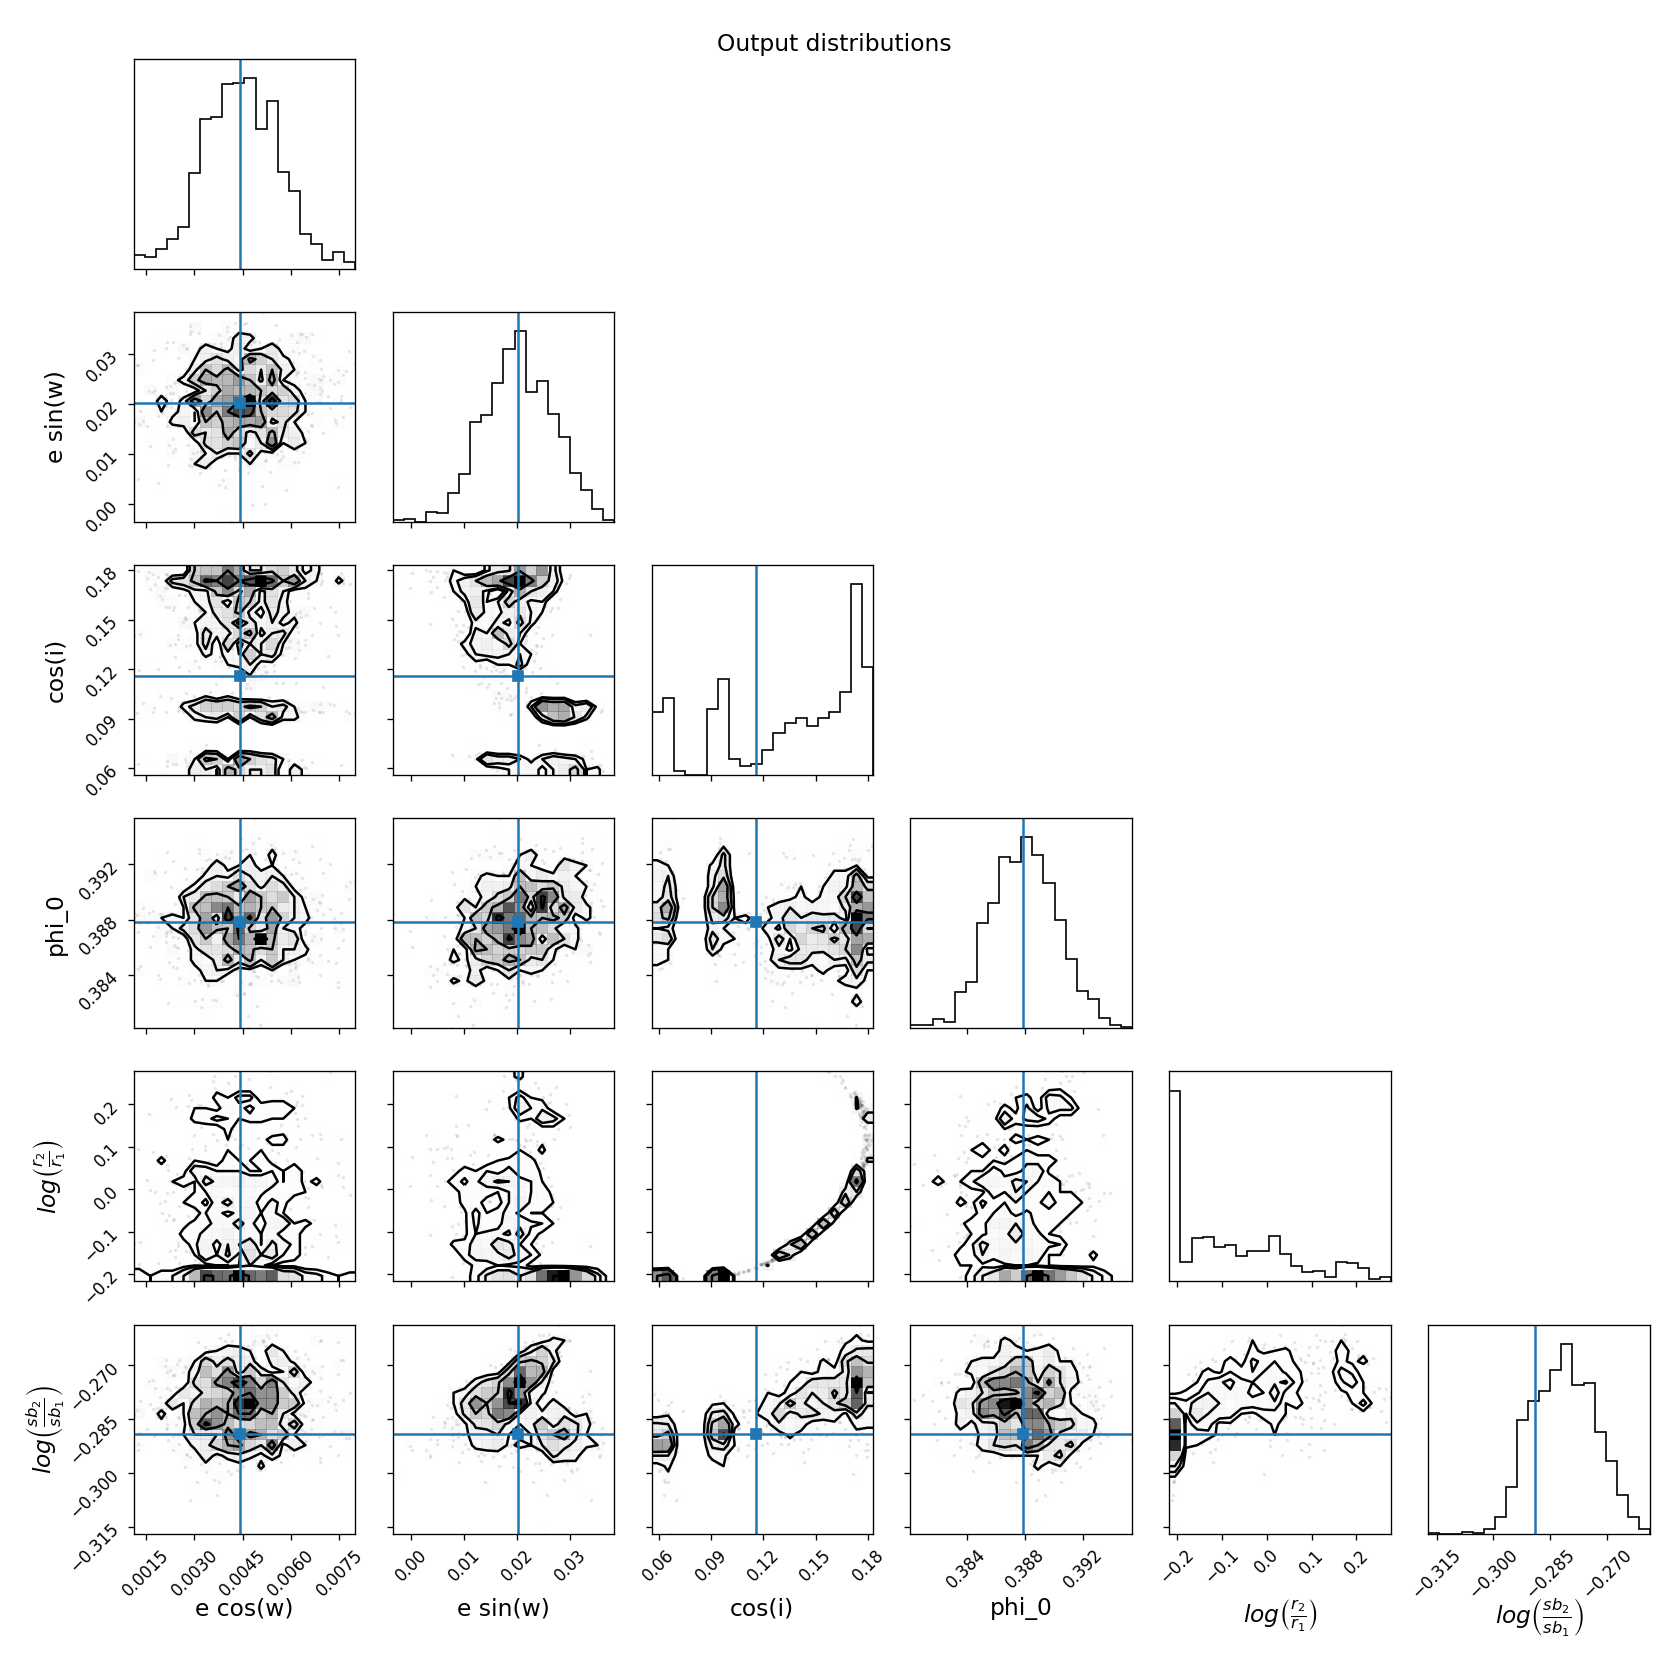 Output distributions
e sin(w)
0.03
0.02
0.01
0.00
cos(i)
0.18
0.15
0.12
0.09
0.06
phi_0
0.392
0.388
0.384
log(r₂/r₁)
0.2
0.1
0.0
−0.1
−0.2
log(sb₂/sb₁)
−0.270
−0.285
−0.300
−0.315
0.0015 0.0030 0.0045 0.0060 0.0075
0.00 0.01 0.02 0.03
0.06 0.09 0.12 0.15 0.18
0.384 0.388 0.392
−0.2 −0.1 0.0 0.1 0.2
−0.315 −0.300 −0.285 −0.270
e cos(w) e sin(w) cos(i) phi_0 log(r₂/r₁) log(sb₂/sb₁)